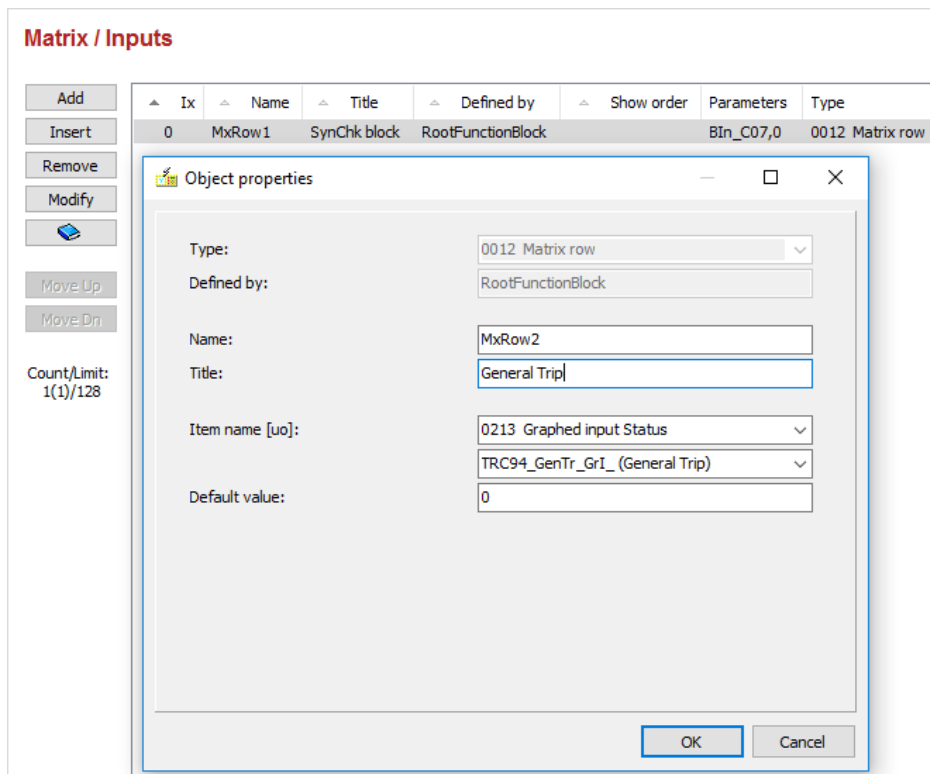 Matrix / Inputs
Add
Insert
Remove
Modify
Move Up
Move Dn
Count/Limit:
1(1)/128
Ix Name Title Defined by Show order Parameters Type
0 MxRow1 SynChk block RootFunctionBlock BIn_C07,0 0012 Matrix row
Object properties
Type: 0012 Matrix row
Defined by: RootFunctionBlock
Name: MxRow2
Title: General Trip
Item name [uo]: 0213 Graphed input Status
TRC94_GenTr_GrI_ (General Trip)
Default value: 0
OK Cancel